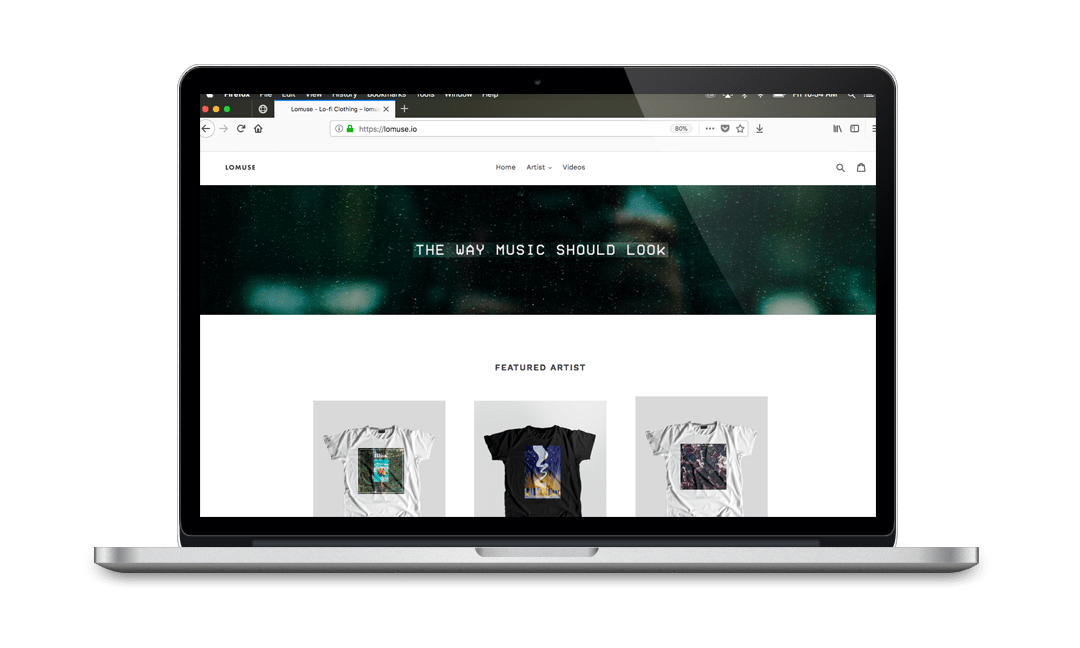 Firefox File Edit View History Bookmarks Tools Window Help
Fri 10:34 AM
Lomuse - Lo-fi Clothing – lomu
https://lomuse.io
80%
LOMUSE
Home Artist Videos
THE WAY MUSIC SHOULD LOOK
FEATURED ARTIST